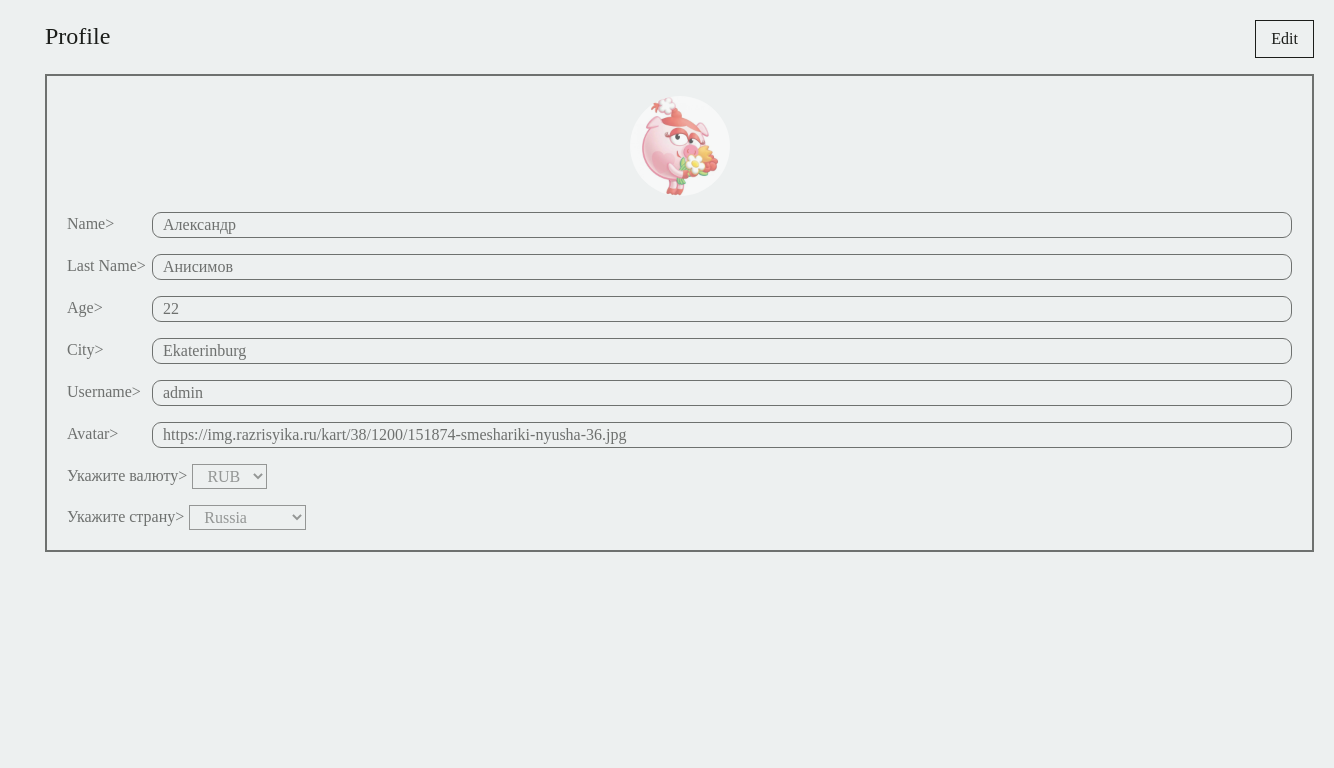 Profile
Edit
Name> Александр
Last Name> Анисимов
Age> 22
City> Ekaterinburg
Username> admin
Avatar> https://img.razrisyika.ru/kart/38/1200/151874-smeshariki-nyusha-36.jpg
Укажите валюту> RUB
Укажите страну> Russia